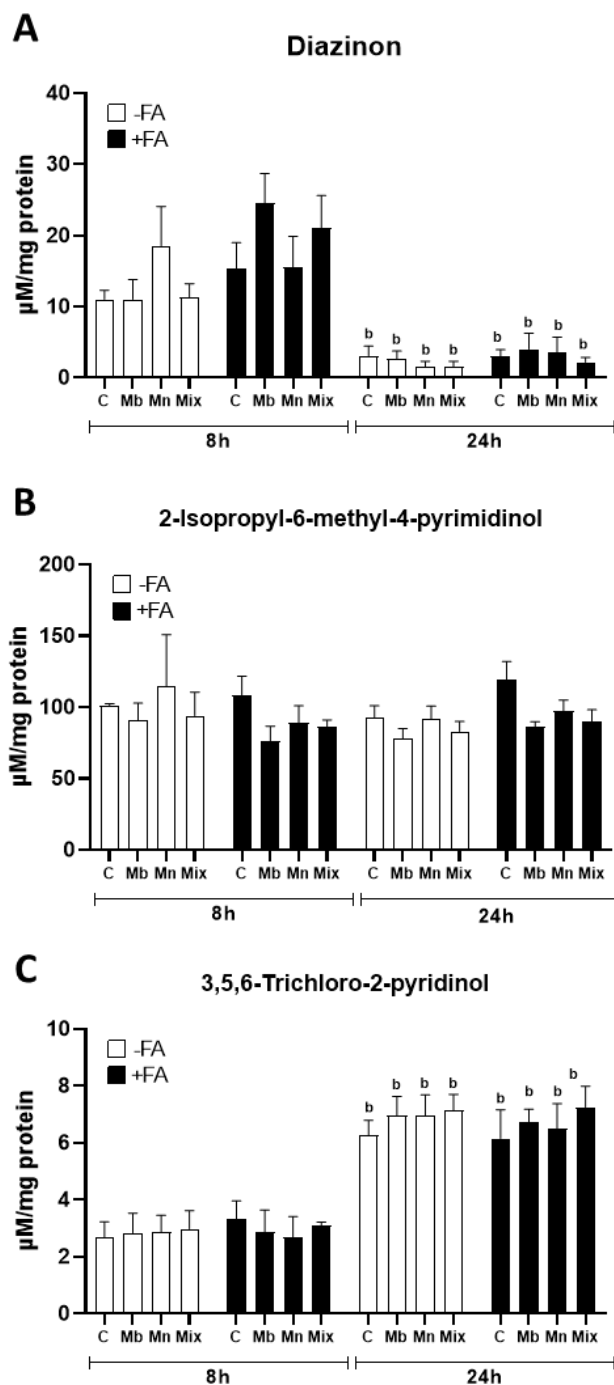 A
Diazinon
40
30
20
10
0
µM/mg protein
-FA
+FA
b b b b b b b b
C Mb Mn Mix C Mb Mn Mix C Mb Mn Mix C Mb Mn Mix
8h 24h
B
2-Isopropyl-6-methyl-4-pyrimidinol
200
150
100
50
0
µM/mg protein
-FA
+FA
C Mb Mn Mix C Mb Mn Mix C Mb Mn Mix C Mb Mn Mix
8h 24h
C
3,5,6-Trichloro-2-pyridinol
10
8
6
4
2
0
µM/mg protein
-FA
+FA
b b b b b b b b
C Mb Mn Mix C Mb Mn Mix C Mb Mn Mix C Mb Mn Mix
8h 24h